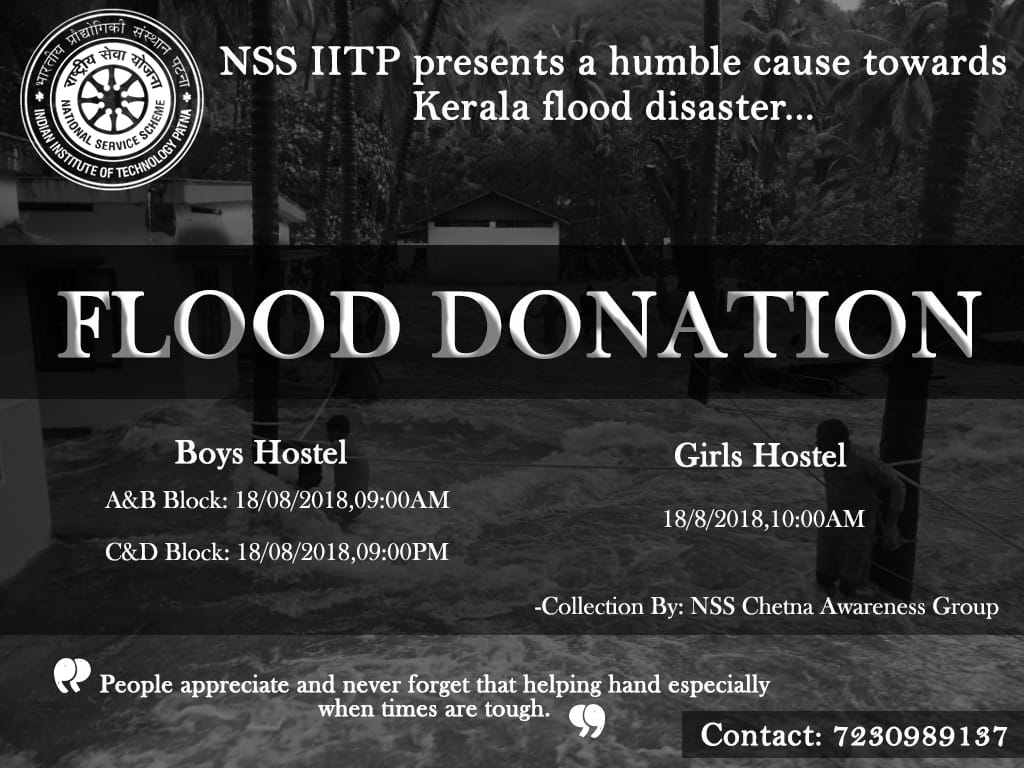 भारतीय प्रौद्योगिकी संस्थान पटना
राष्ट्रीय सेवा योजना
NATIONAL SERVICE SCHEME
INDIAN INSTITUTE OF TECHNOLOGY PATNA
NSS IITP presents a humble cause towards
Kerala flood disaster...
FLOOD DONATION
Boys Hostel
A&B Block: 18/08/2018,09:00AM
C&D Block: 18/08/2018,09:00PM
Girls Hostel
18/8/2018,10:00AM
-Collection By: NSS Chetna Awareness Group
❝People appreciate and never forget that helping hand especially
when times are tough.❞
Contact: 7230989137